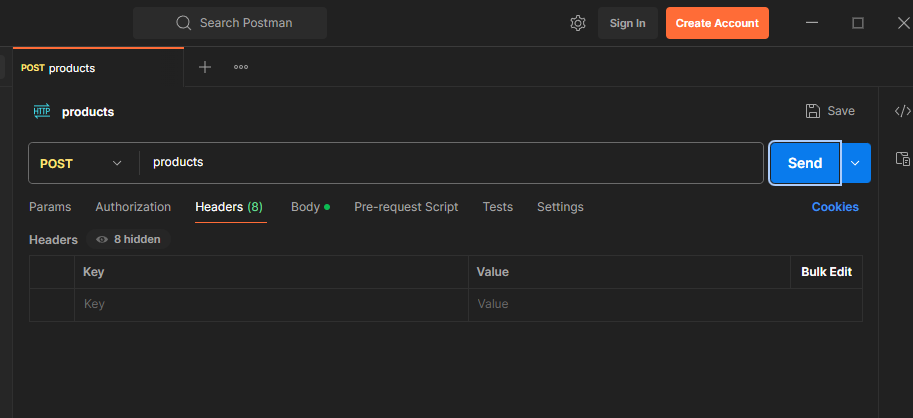 Search Postman
Sign In
Create Account
POST products
HTTP products
Save
</>
POST
products
Send
Params Authorization Headers (8) Body Pre-request Script Tests Settings Cookies
Headers 8 hidden
Key Value Bulk Edit
Key Value